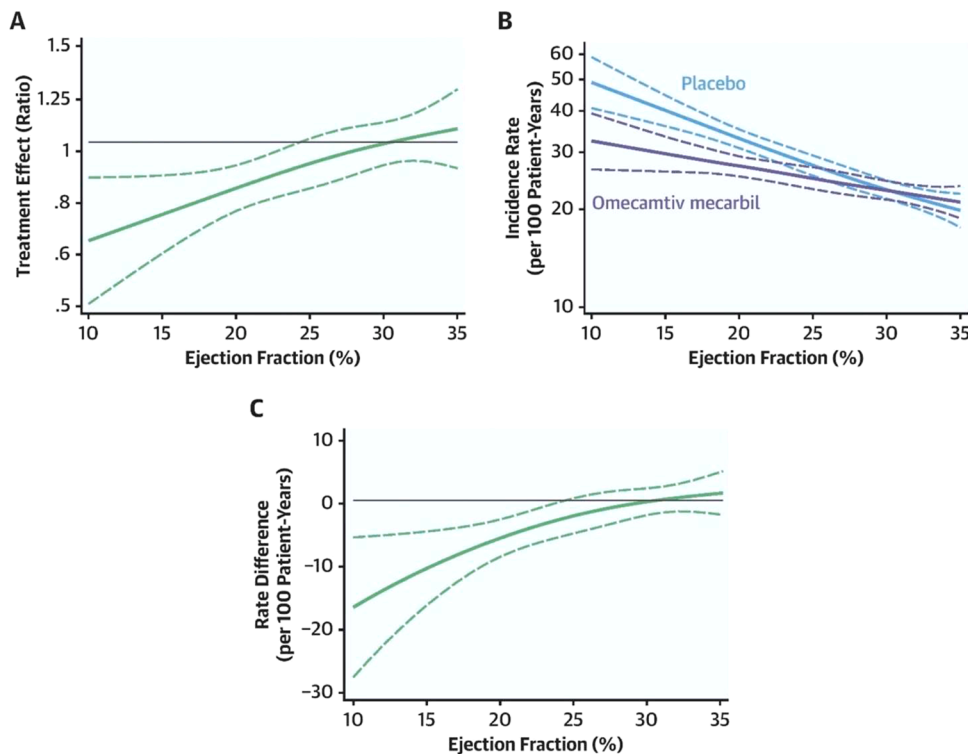 A
Treatment Effect (Ratio)
1.5
1.25
1
.8
.6
.5
10 15 20 25 30 35
Ejection Fraction (%)
B
Incidence Rate
(per 100 Patient-Years)
60
50
40
30
20
10
Placebo
Omecamtiv mecarbil
10 15 20 25 30 35
Ejection Fraction (%)
C
Rate Difference
(per 100 Patient-Years)
10
0
−10
−20
−30
10 15 20 25 30 35
Ejection Fraction (%)